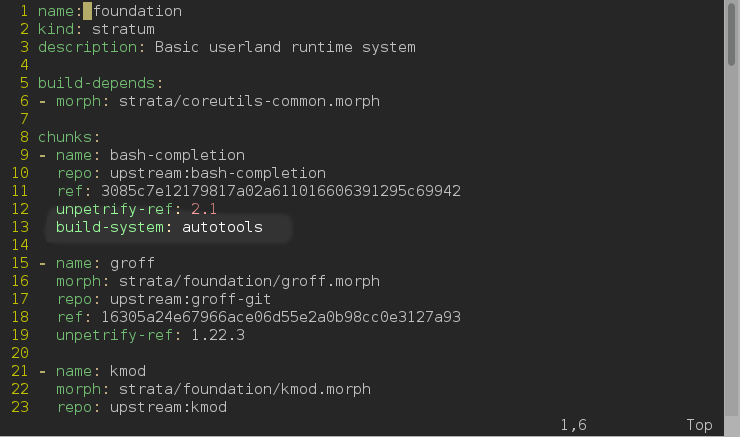 1 name: foundation
2 kind: stratum
3 description: Basic userland runtime system
4
5 build-depends:
6 - morph: strata/coreutils-common.morph
7
8 chunks:
9 - name: bash-completion
10   repo: upstream:bash-completion
11   ref: 3085c7e12179817a02a611016606391295c69942
12   unpetrify-ref: 2.1
13   build-system: autotools
14
15 - name: groff
16   morph: strata/foundation/groff.morph
17   repo: upstream:groff-git
18   ref: 16305a24e67966ace06d55e2a0b98cc0e3127a93
19   unpetrify-ref: 1.22.3
20
21 - name: kmod
22   morph: strata/foundation/kmod.morph
23   repo: upstream:kmod
1,6 Top